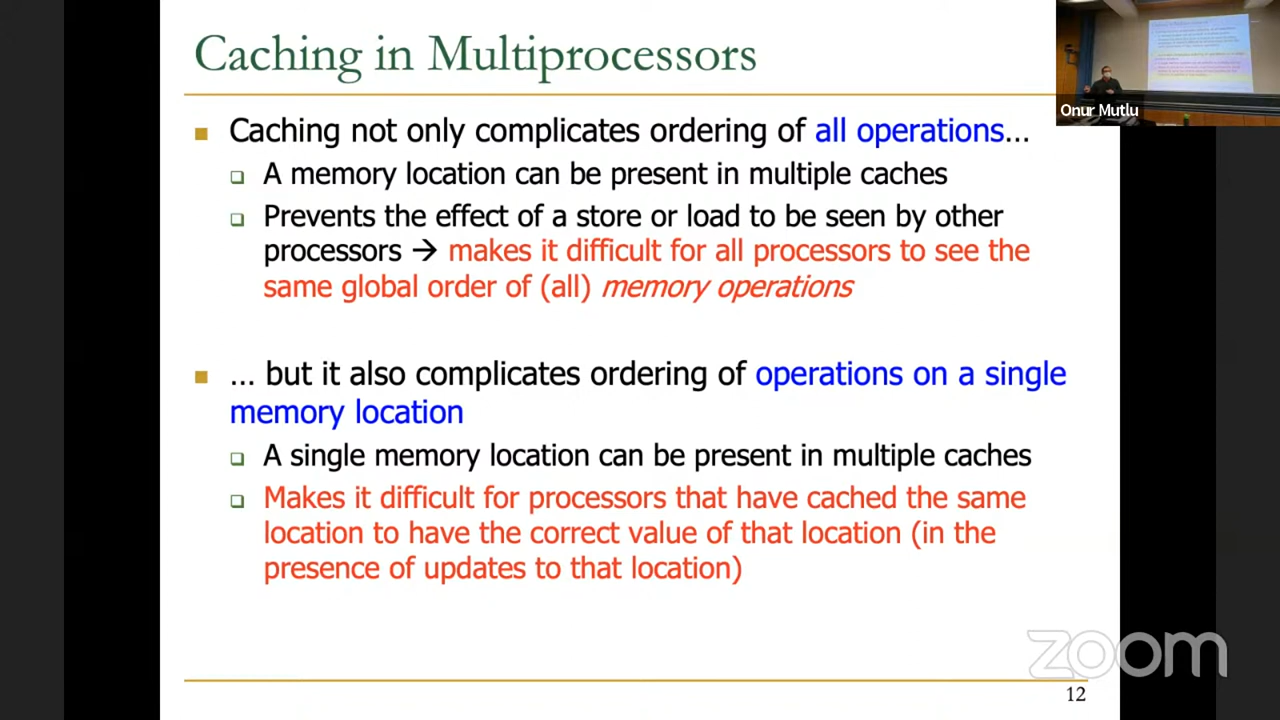 Caching in Multiprocessors
Onur Mutlu
Caching not only complicates ordering of all operations...
A memory location can be present in multiple caches
Prevents the effect of a store or load to be seen by other
processors → makes it difficult for all processors to see the
same global order of (all) memory operations
... but it also complicates ordering of operations on a single
memory location
A single memory location can be present in multiple caches
Makes it difficult for processors that have cached the same
location to have the correct value of that location (in the
presence of updates to that location)
zoom
12